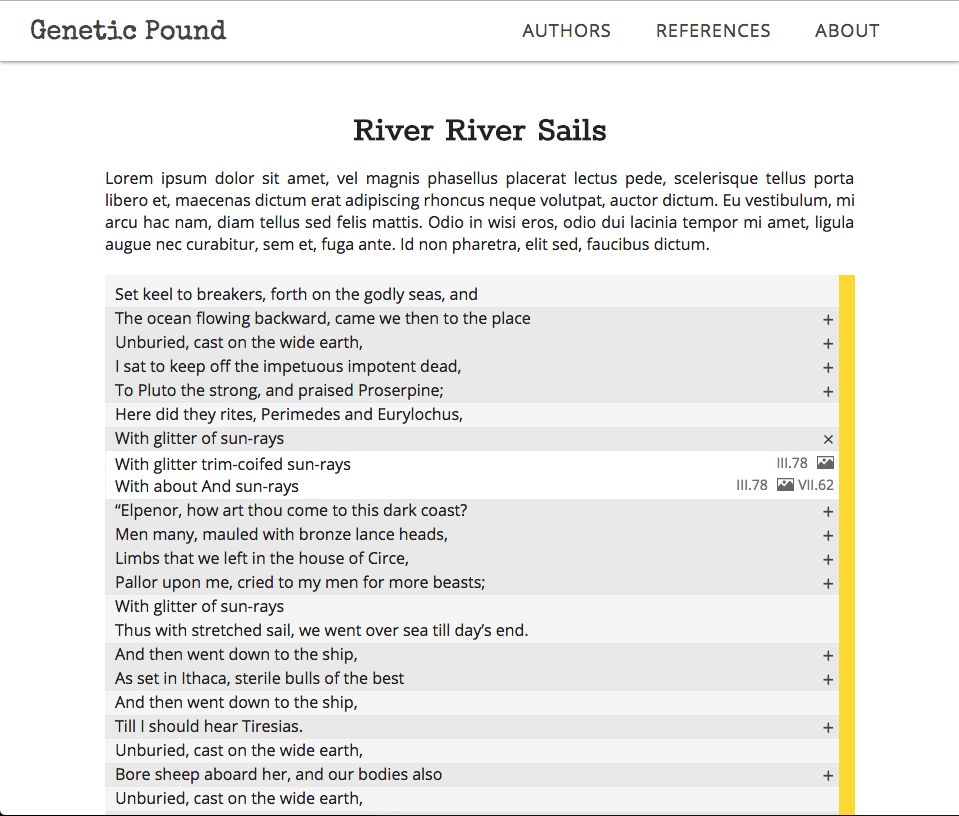 Genetic Pound
AUTHORS REFERENCES ABOUT
River River Sails
Lorem ipsum dolor sit amet, vel magnis phasellus placerat lectus pede, scelerisque tellus porta
libero et, maecenas dictum erat adipiscing rhoncus neque volutpat, auctor dictum. Eu vestibulum, mi
arcu hac nam, diam tellus sed felis mattis. Odio in wisi eros, odio dui lacinia tempor mi amet, ligula
augue nec curabitur, sem et, fuga ante. Id non pharetra, elit sed, faucibus dictum.
Set keel to breakers, forth on the godly seas, and
The ocean flowing backward, came we then to the place +
Unburied, cast on the wide earth, +
I sat to keep off the impetuous impotent dead, +
To Pluto the strong, and praised Proserpine; +
Here did they rites, Perimedes and Eurylochus,
With glitter of sun-rays ×
With glitter trim-coifed sun-rays III.78
With about And sun-rays III.78 VII.62
“Elpenor, how art thou come to this dark coast? +
Men many, mauled with bronze lance heads, +
Limbs that we left in the house of Circe, +
Pallor upon me, cried to my men for more beasts; +
With glitter of sun-rays
Thus with stretched sail, we went over sea till day’s end.
And then went down to the ship, +
As set in Ithaca, sterile bulls of the best +
And then went down to the ship,
Till I should hear Tiresias. +
Unburied, cast on the wide earth,
Bore sheep aboard her, and our bodies also +
Unburied, cast on the wide earth,